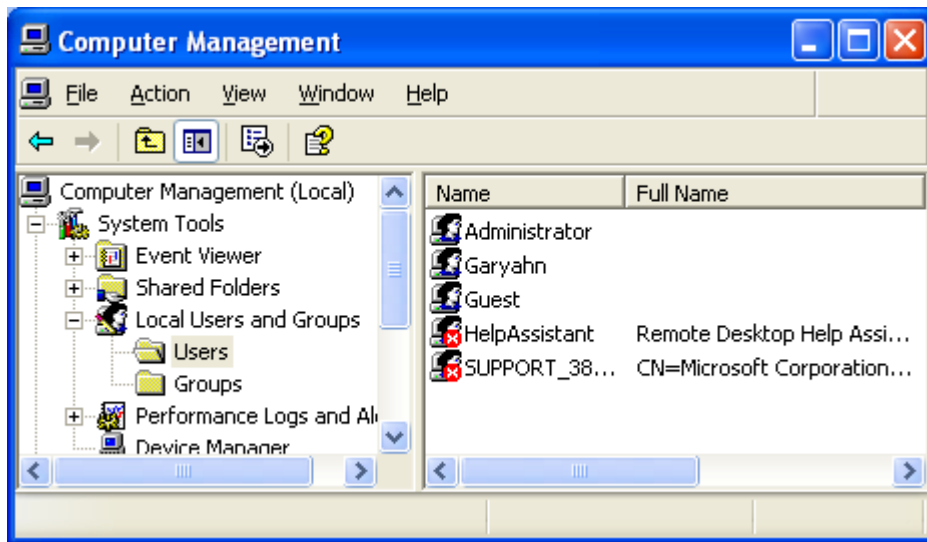 Computer Management
File Action View Window Help
Computer Management (Local)
System Tools
Event Viewer
Shared Folders
Local Users and Groups
Users
Groups
Performance Logs and Al
Device Manager
Name Full Name
Administrator
Garyahn
Guest
HelpAssistant Remote Desktop Help Assi...
SUPPORT_38... CN=Microsoft Corporation...